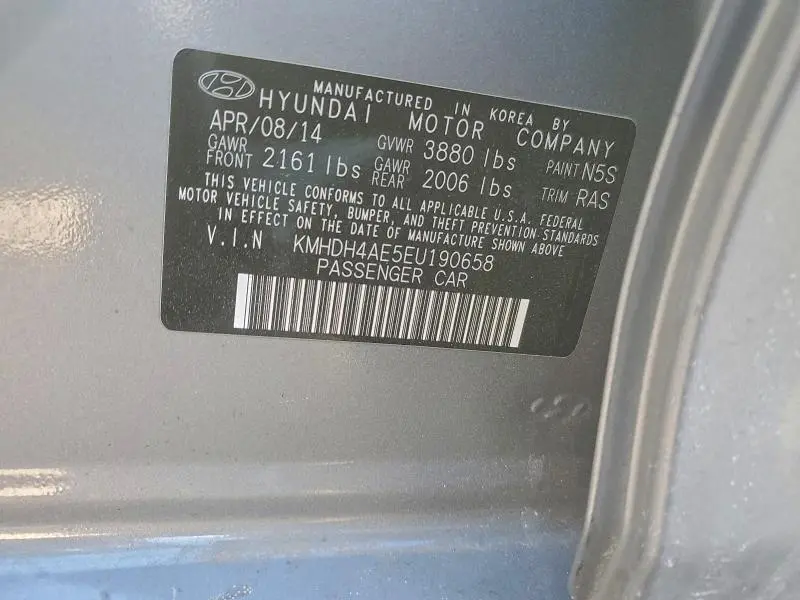 MANUFACTURED IN KOREA BY
HYUNDAI MOTOR COMPANY
APR/08/14 GVWR 3880 lbs PAINT N5S
GAWR FRONT 2161 lbs GAWR REAR 2006 lbs TRIM RAS
THIS VEHICLE CONFORMS TO ALL APPLICABLE U.S.A. FEDERAL
MOTOR VEHICLE SAFETY, BUMPER, AND THEFT PREVENTION STANDARDS
IN EFFECT ON THE DATE OF MANUFACTURE SHOWN ABOVE
V.I.N KMHDH4AE5EU190658
PASSENGER CAR